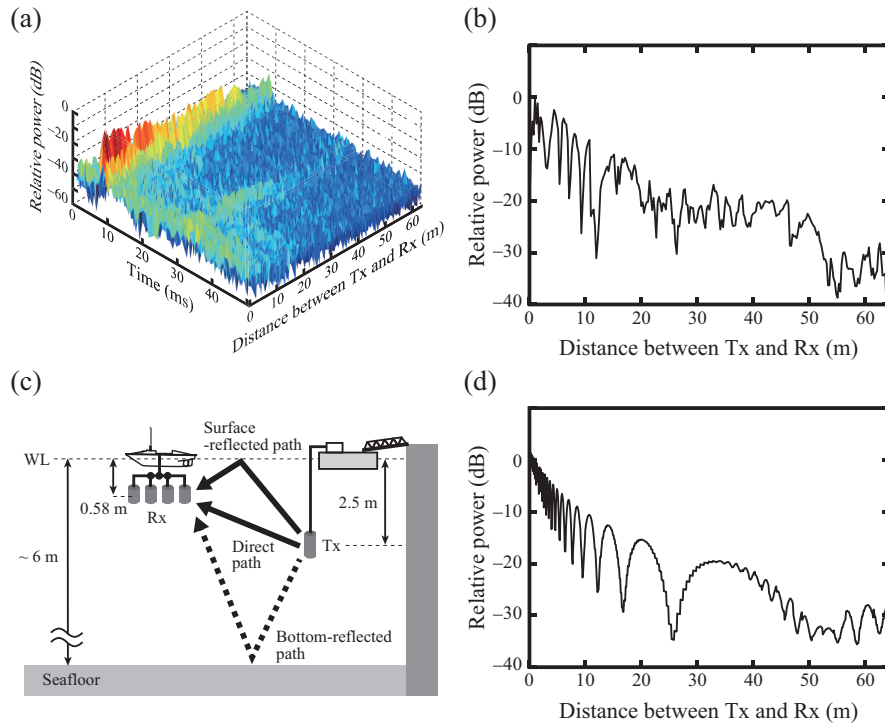 (a)
Relative power (dB)
0
−20
−40
−60
0
10
20
30
40
Time (ms)
0
10
20
30
40
50
60
Distance between Tx and Rx (m)
(b)
Relative power (dB)
0
−10
−20
−30
−40
0
10
20
30
40
50
60
Distance between Tx and Rx (m)
(c)
WL
Surface
-reflected path
0.58 m
Rx
2.5 m
Direct
path
Tx
~ 6 m
Bottom-reflected
path
Seafloor
(d)
Relative power (dB)
0
−10
−20
−30
−40
0
10
20
30
40
50
60
Distance between Tx and Rx (m)